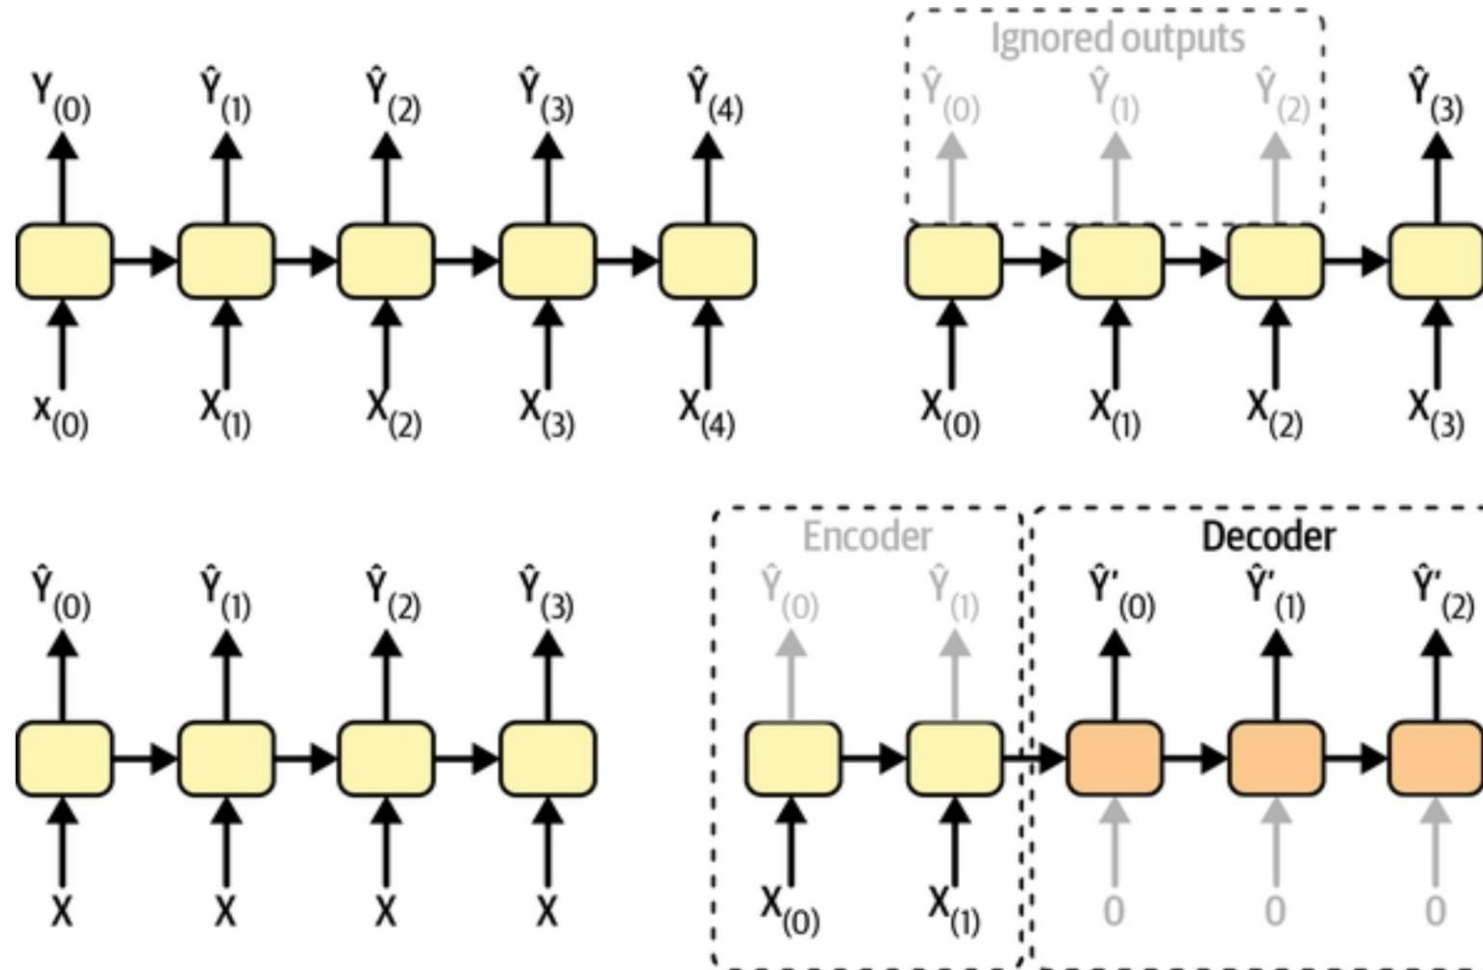 Ignored outputs
Y(0) Ŷ(1) Ŷ(2) Ŷ(3) Ŷ(4)
Ŷ(0) Ŷ(1) Ŷ(2) Ŷ(3)
x(0) X(1) X(2) X(3) X(4)
X(0) X(1) X(2) X(3)
Encoder
Decoder
Ŷ(0) Ŷ(1) Ŷ(2) Ŷ(3)
Ŷ(0) Ŷ(1)
Ŷ'(0) Ŷ'(1) Ŷ'(2)
X X X X
X(0) X(1)
0 0 0